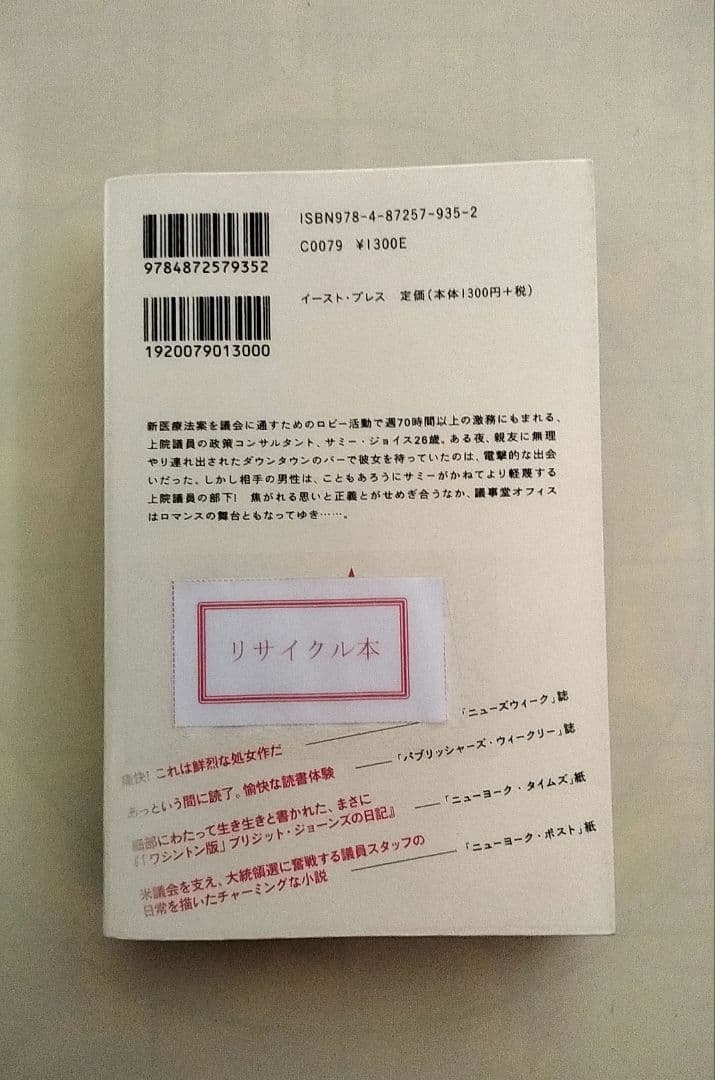 ISBN978-4-87257-935-2
C0079 ¥1300E
9784872579352
イースト・プレス 定価(本体1300円+税)
1920079013000
新医療法案を議会に通すためのロビー活動で週70時間以上の激務にもまれる、
上院議員の政策コンサルタント、サミー・ジョイス26歳。ある夜、親友に無理
やり連れ出されたダウンタウンのバーで彼女を待っていたのは、電撃的な出会
いだった。しかし相手の男性は、こともあろうにサミーがかねてより軽蔑する
上院議員の部下! 焦がれる思いと正義とがせめぎ合うなか、議事堂オフィス
はロマンスの舞台ともなってゆき……。
リサイクル本
痛快! これは鮮烈な処女作だ ——「ニューズウィーク」誌
あっという間に読了。愉快な読書体験 ——「パブリッシャーズ・ウィークリー」誌
細部にわたって生き生きと書かれた、まさに
『「ワシントン版」ブリジット・ジョーンズの日記』 ——「ニューヨーク・タイムズ」紙
米議会を支え、大統領選に奮戦する議員スタッフの
日常を描いたチャーミングな小説 ——「ニューヨーク・ポスト」紙